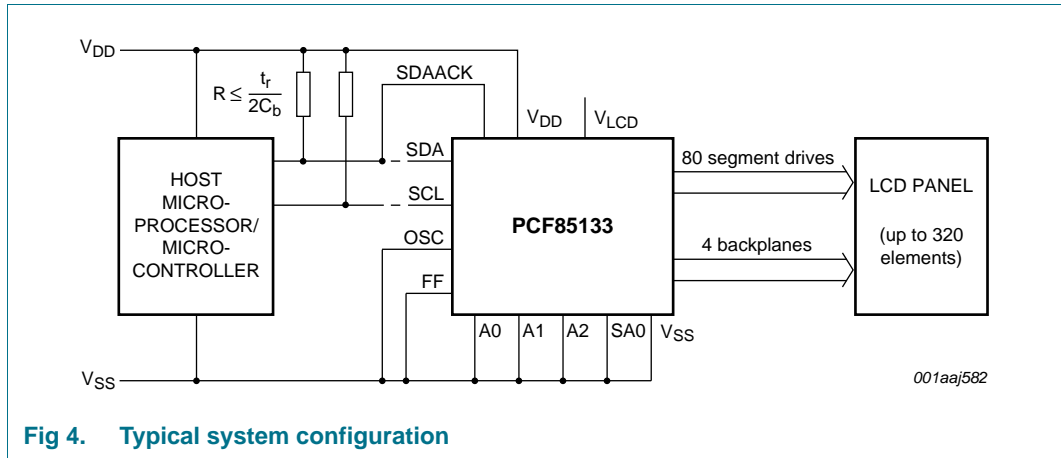 VDD
R ≤ tr / 2Cb
SDAACK
VDD
VLCD
HOST
MICRO-
PROCESSOR/
MICRO-
CONTROLLER
SDA
SCL
OSC
FF
PCF85133
A0
A1
A2
SA0
VSS
80 segment drives
4 backplanes
LCD PANEL
(up to 320
elements)
VSS
001aaj582
Fig 4. Typical system configuration